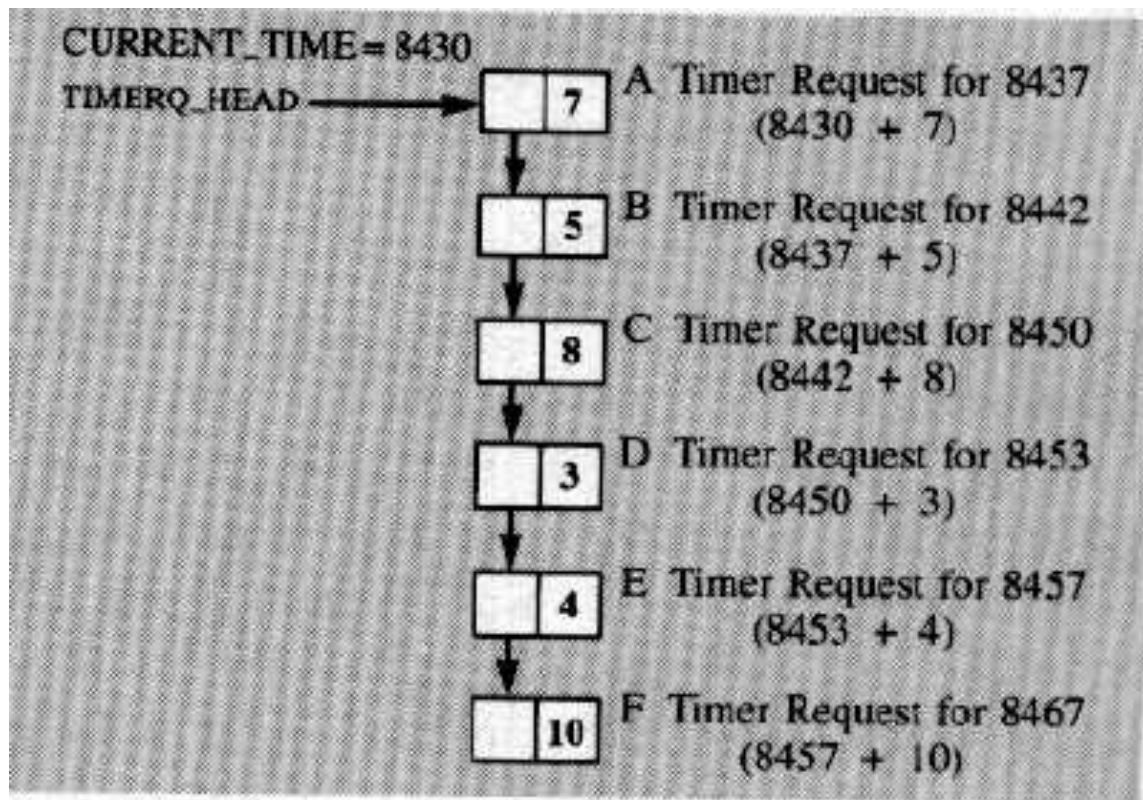 CURRENT_TIME = 8430
TIMERQ_HEAD
7
A Timer Request for 8437
(8430 + 7)
5
B Timer Request for 8442
(8437 + 5)
8
C Timer Request for 8450
(8442 + 8)
3
D Timer Request for 8453
(8450 + 3)
4
E Timer Request for 8457
(8453 + 4)
10
F Timer Request for 8467
(8457 + 10)